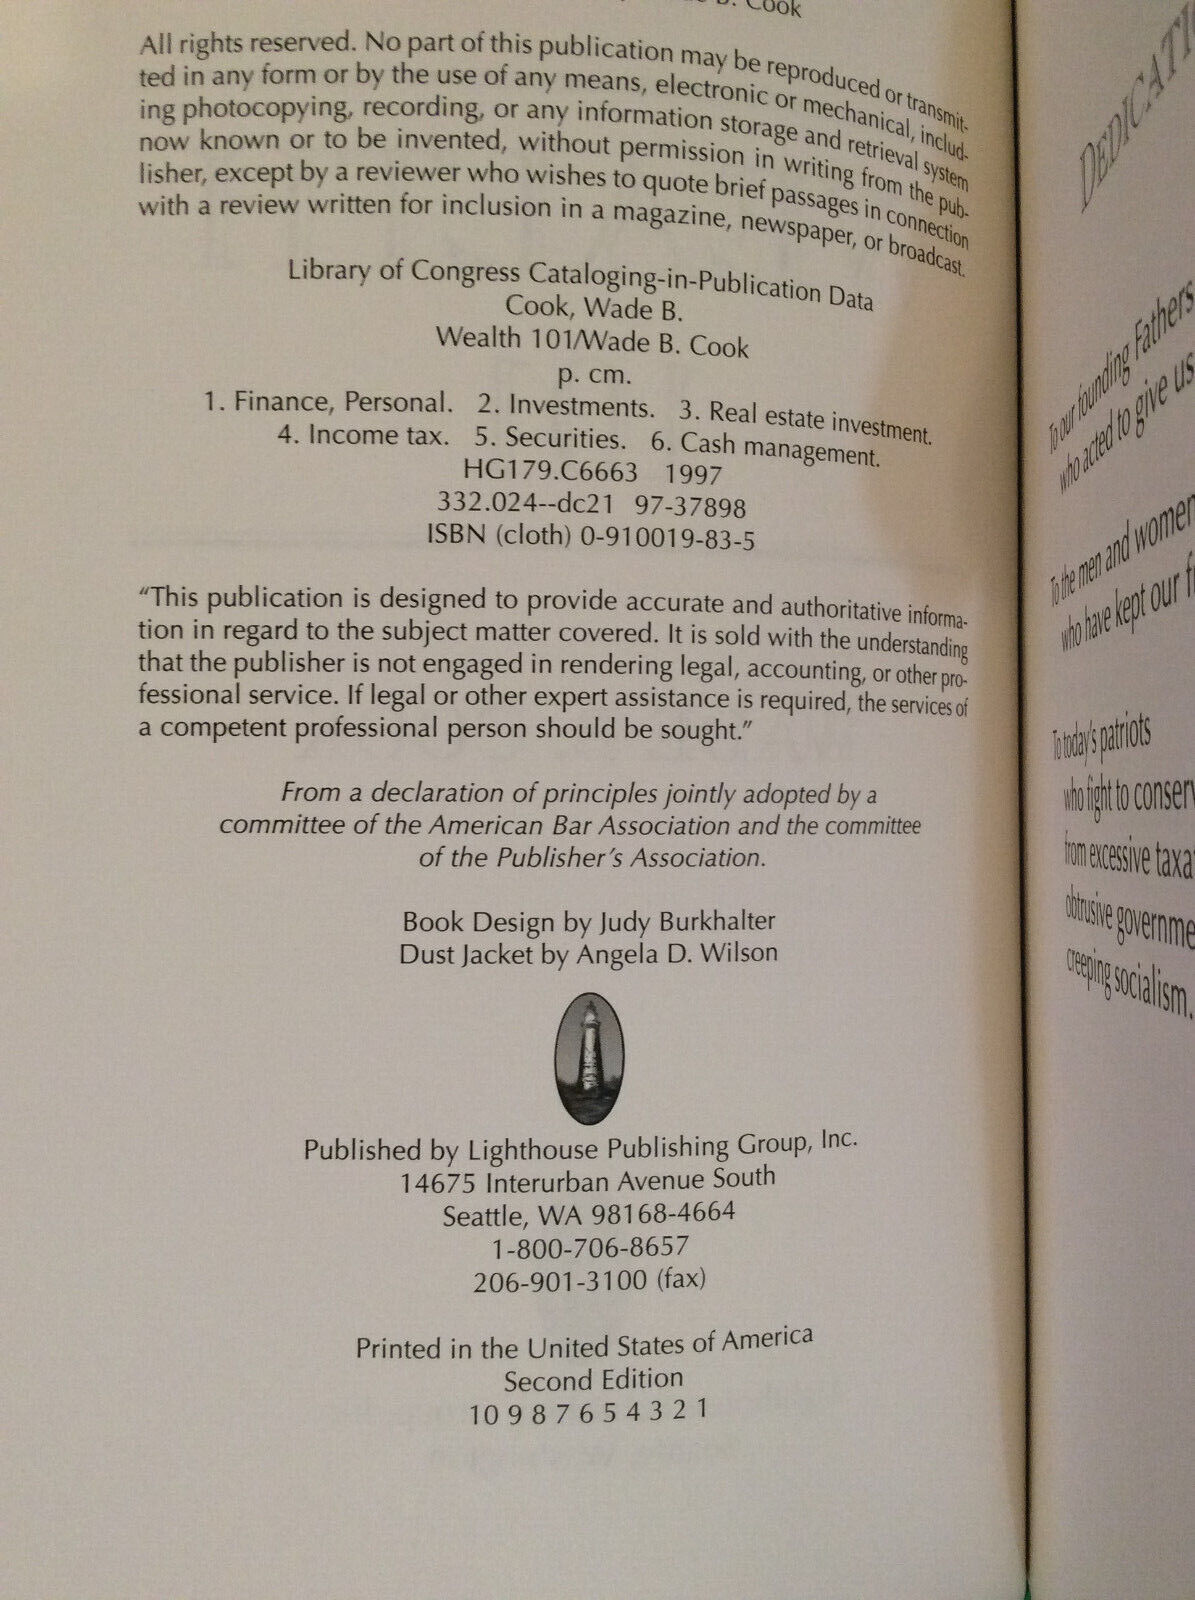 B. Cook
All rights reserved. No part of this publication may be reproduced or transmit-
ted in any form or by the use of any means, electronic or mechanical, includ-
ing photocopying, recording, or any information storage and retrieval system
now known or to be invented, without permission in writing from the pub-
lisher, except by a reviewer who wishes to quote brief passages in connection
with a review written for inclusion in a magazine, newspaper, or broadcast.
Library of Congress Cataloging-in-Publication Data
Cook, Wade B.
Wealth 101/Wade B. Cook
p. cm.
1. Finance, Personal. 2. Investments. 3. Real estate investment.
4. Income tax. 5. Securities. 6. Cash management.
HG179.C6663 1997
332.024--dc21 97-37898
ISBN (cloth) 0-910019-83-5
“This publication is designed to provide accurate and authoritative informa-
tion in regard to the subject matter covered. It is sold with the understanding
that the publisher is not engaged in rendering legal, accounting, or other pro-
fessional service. If legal or other expert assistance is required, the services of
a competent professional person should be sought.”
From a declaration of principles jointly adopted by a
committee of the American Bar Association and the committee
of the Publisher's Association.
Book Design by Judy Burkhalter
Dust Jacket by Angela D. Wilson
Published by Lighthouse Publishing Group, Inc.
14675 Interurban Avenue South
Seattle, WA 98168-4664
1-800-706-8657
206-901-3100 (fax)
Printed in the United States of America
Second Edition
10 9 8 7 6 5 4 3 2 1
DEDICATI
To our founding Fathers
who acted to give us
To the men and women
who have kept our f
To today's patriots
who fight to conserv
from excessive taxa
obtrusive governme
creeping socialism.